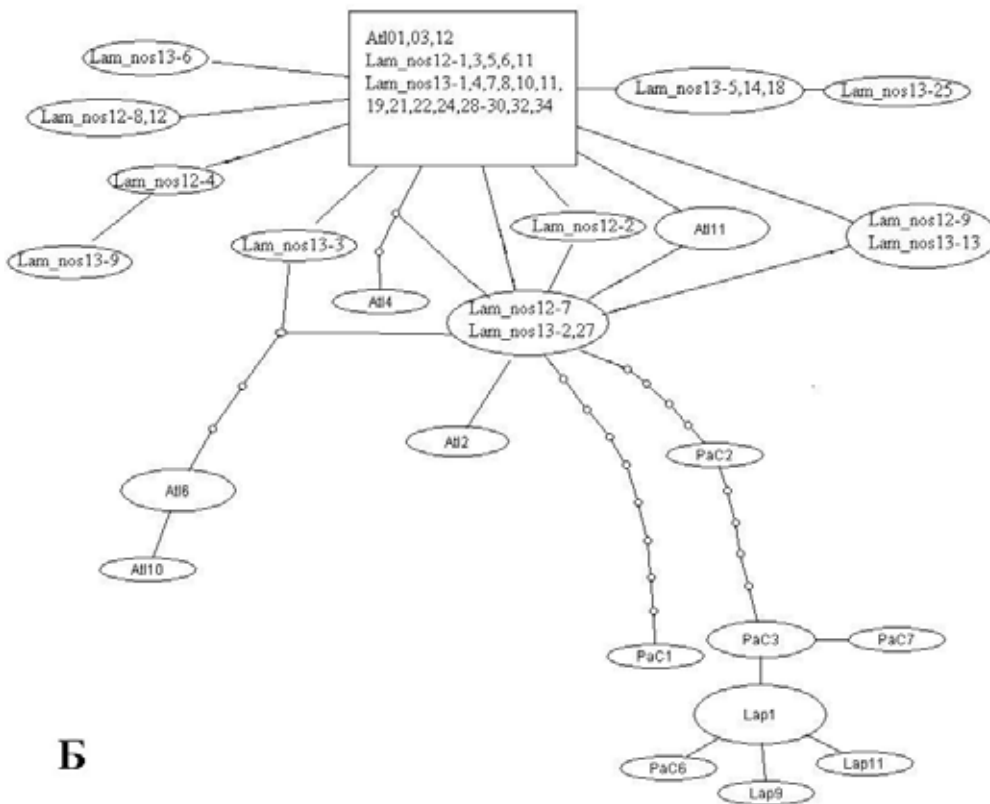 Atl01,03,12
Lam_nos12-1,3,5,6,11
Lam_nos13-1,4,7,8,10,11,
19,21,22,24,28-30,32,34
Lam_nos13-6
Lam_nos13-5,14,18
Lam_nos13-25
Lam_nos12-8,12
Lam_nos12-4
Lam_nos12-2
Atl11
Lam_nos12-9
Lam_nos13-13
Lam_nos13-3
Lam_nos13-9
Atl4
Lam_nos12-7
Lam_nos13-2,27
Atl2
PaC2
Atl6
Atl10
PaC1
PaC3
PaC7
Lap1
PaC6
Lap11
Lap9
Б